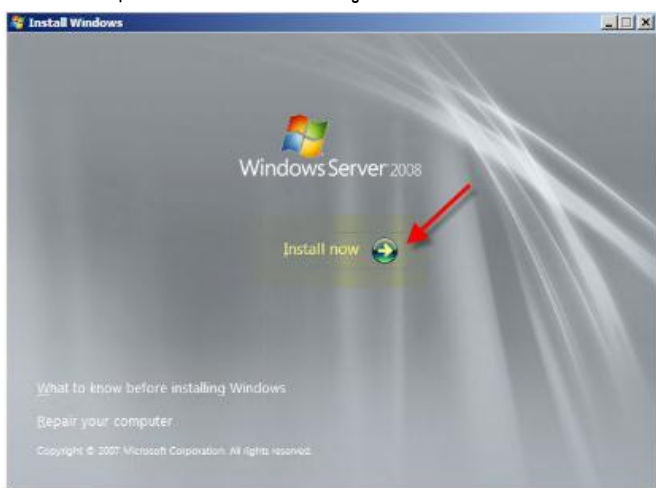 Install Windows
Windows Server 2008
Install now
What to know before installing Windows
Repair your computer
Copyright © 2007 Microsoft Corporation. All rights reserved.